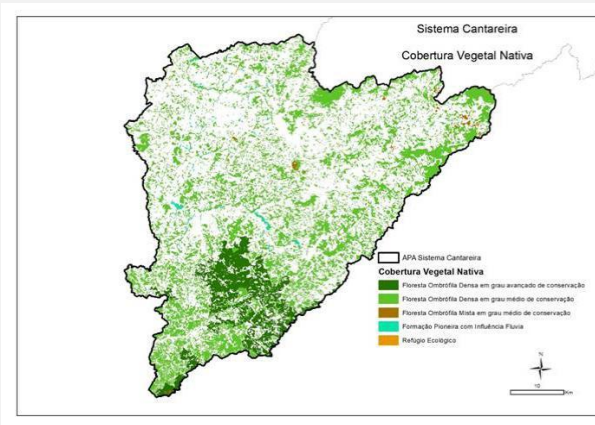 Sistema Cantareira
Cobertura Vegetal Nativa
APA Sistema Cantareira
Cobertura Vegetal Nativa
Floresta Ombrófila Densa em grau avançado de conservação
Floresta Ombrófila Densa em grau médio de conservação
Floresta Ombrófila Mista em grau médio de conservação
Formação Pioneira com Influência Fluvia
Refúgio Ecológico
N
10
Km